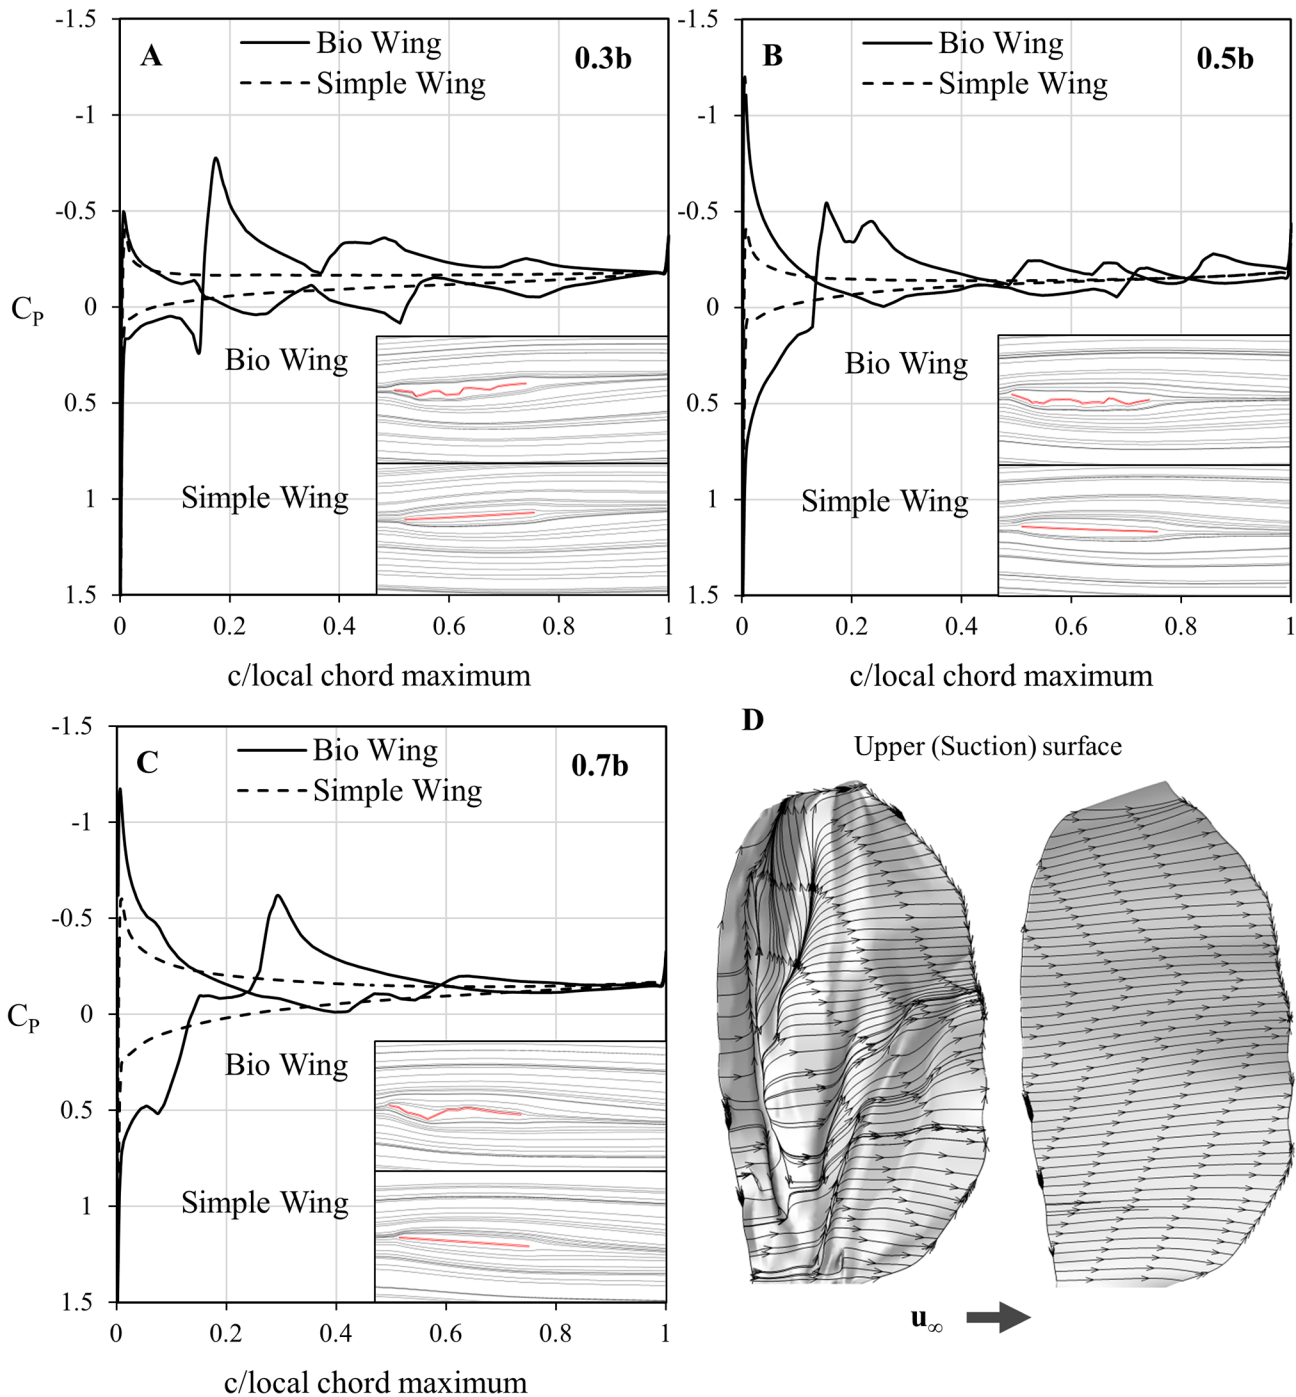 A
Bio Wing
Simple Wing
0.3b
-1.5
-1
-0.5
0
0.5
1
1.5
C_P
Bio Wing
Simple Wing
0 0.2 0.4 0.6 0.8 1
c/local chord maximum
B
Bio Wing
Simple Wing
0.5b
-1.5
-1
-0.5
0
0.5
1
1.5
Bio Wing
Simple Wing
0 0.2 0.4 0.6 0.8 1
c/local chord maximum
C
Bio Wing
Simple Wing
0.7b
-1.5
-1
-0.5
0
0.5
1
1.5
C_P
Bio Wing
Simple Wing
0 0.2 0.4 0.6 0.8 1
c/local chord maximum
D
Upper (Suction) surface
u∞